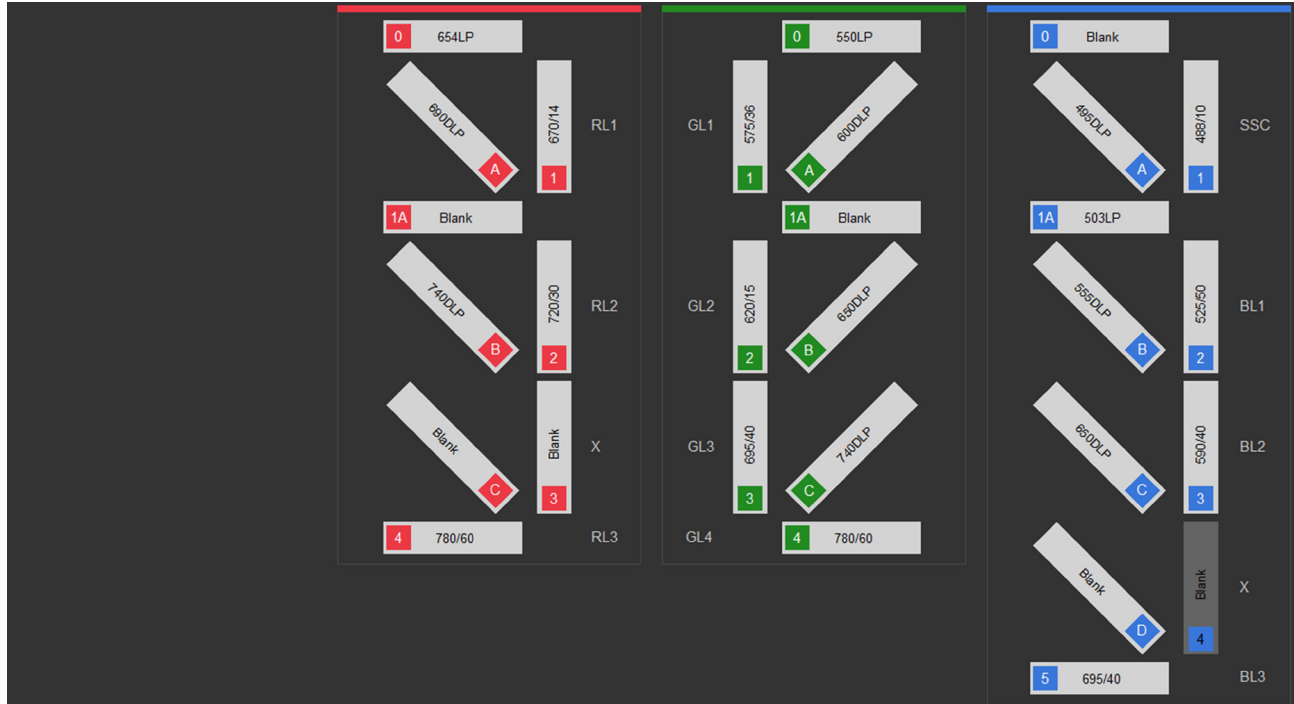 0 654LP
690DLP
A
670/14
1
RL1
1A Blank
740DLP
B
720/30
2
RL2
Blank
C
Blank
3
X
4 780/60
RL3
0 550LP
GL1
575/36
1
600DLP
A
1A Blank
GL2
620/15
2
650DLP
B
GL3
695/40
3
740DLP
C
GL4
4 780/60
0 Blank
495DLP
A
488/10
1
SSC
1A 503LP
555DLP
B
525/50
2
BL1
650DLP
C
590/40
3
BL2
Blank
D
Blank
4
X
5 695/40
BL3